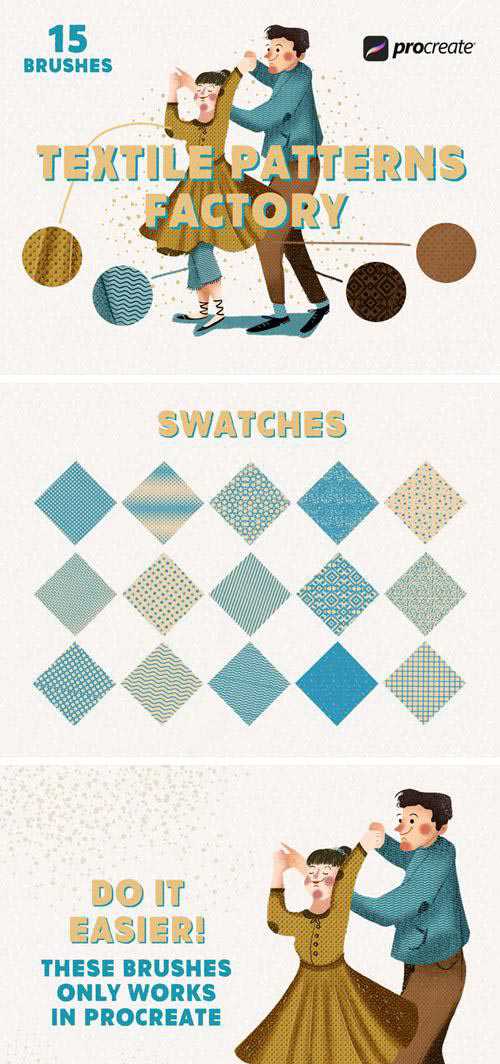 15
BRUSHES
procreate
TEXTILE PATTERNS
FACTORY
SWATCHES
DO IT
EASIER!
THESE BRUSHES
ONLY WORKS
IN PROCREATE